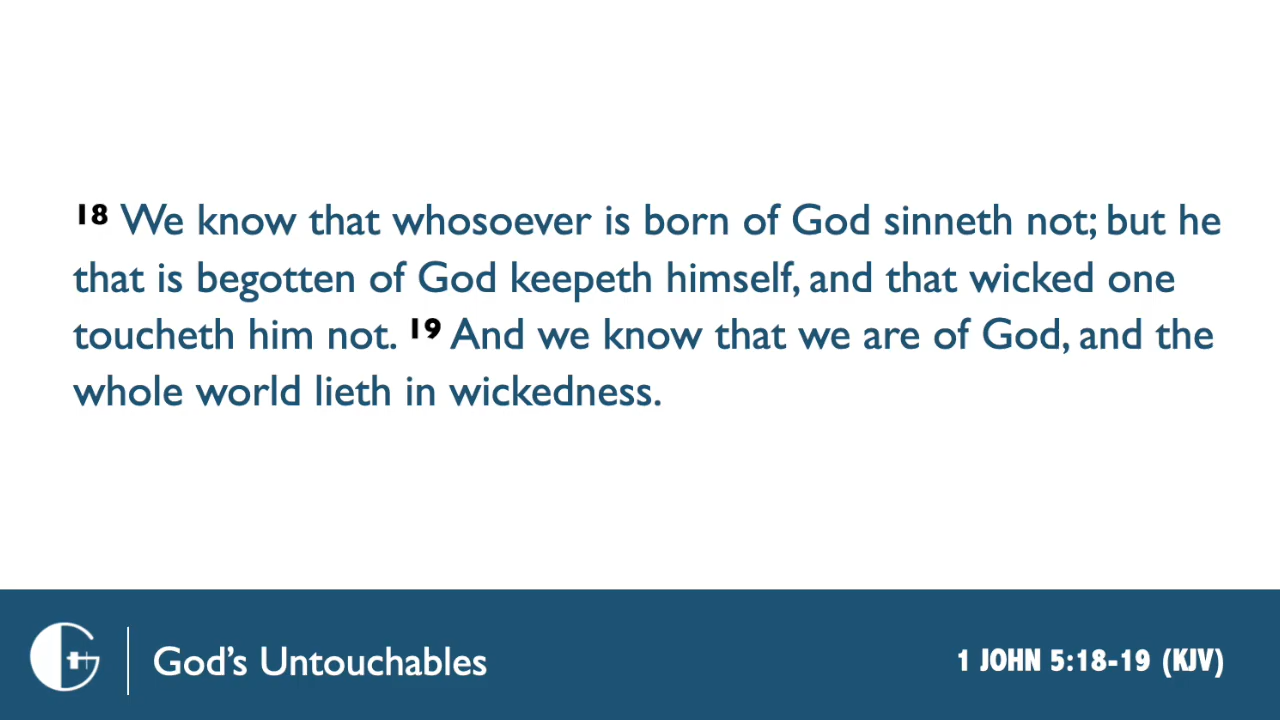 18 We know that whosoever is born of God sinneth not; but he
that is begotten of God keepeth himself, and that wicked one
toucheth him not. 19 And we know that we are of God, and the
whole world lieth in wickedness.
God's Untouchables
1 JOHN 5:18-19 (KJV)